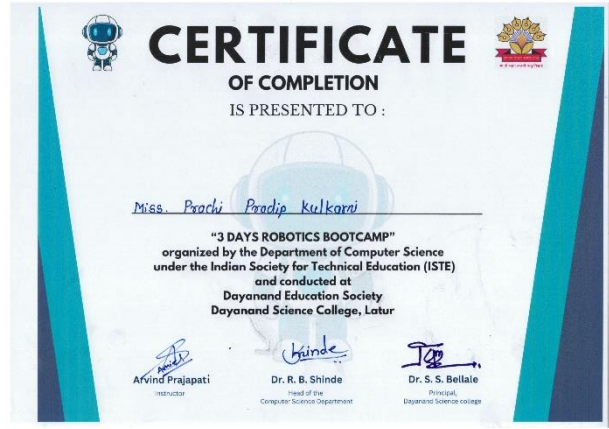 CERTIFICATE
OF COMPLETION
IS PRESENTED TO :
Miss. Prachi Pradip Kulkarni
“3 DAYS ROBOTICS BOOTCAMP”
organized by the Department of Computer Science
under the Indian Society for Technical Education (ISTE)
and conducted at
Dayanand Education Society
Dayanand Science College, Latur
Arvind Prajapati
Instructor
Dr. R. B. Shinde
Head of the
Computer Science Department
Dr. S. S. Bellale
Principal,
Dayanand Science college